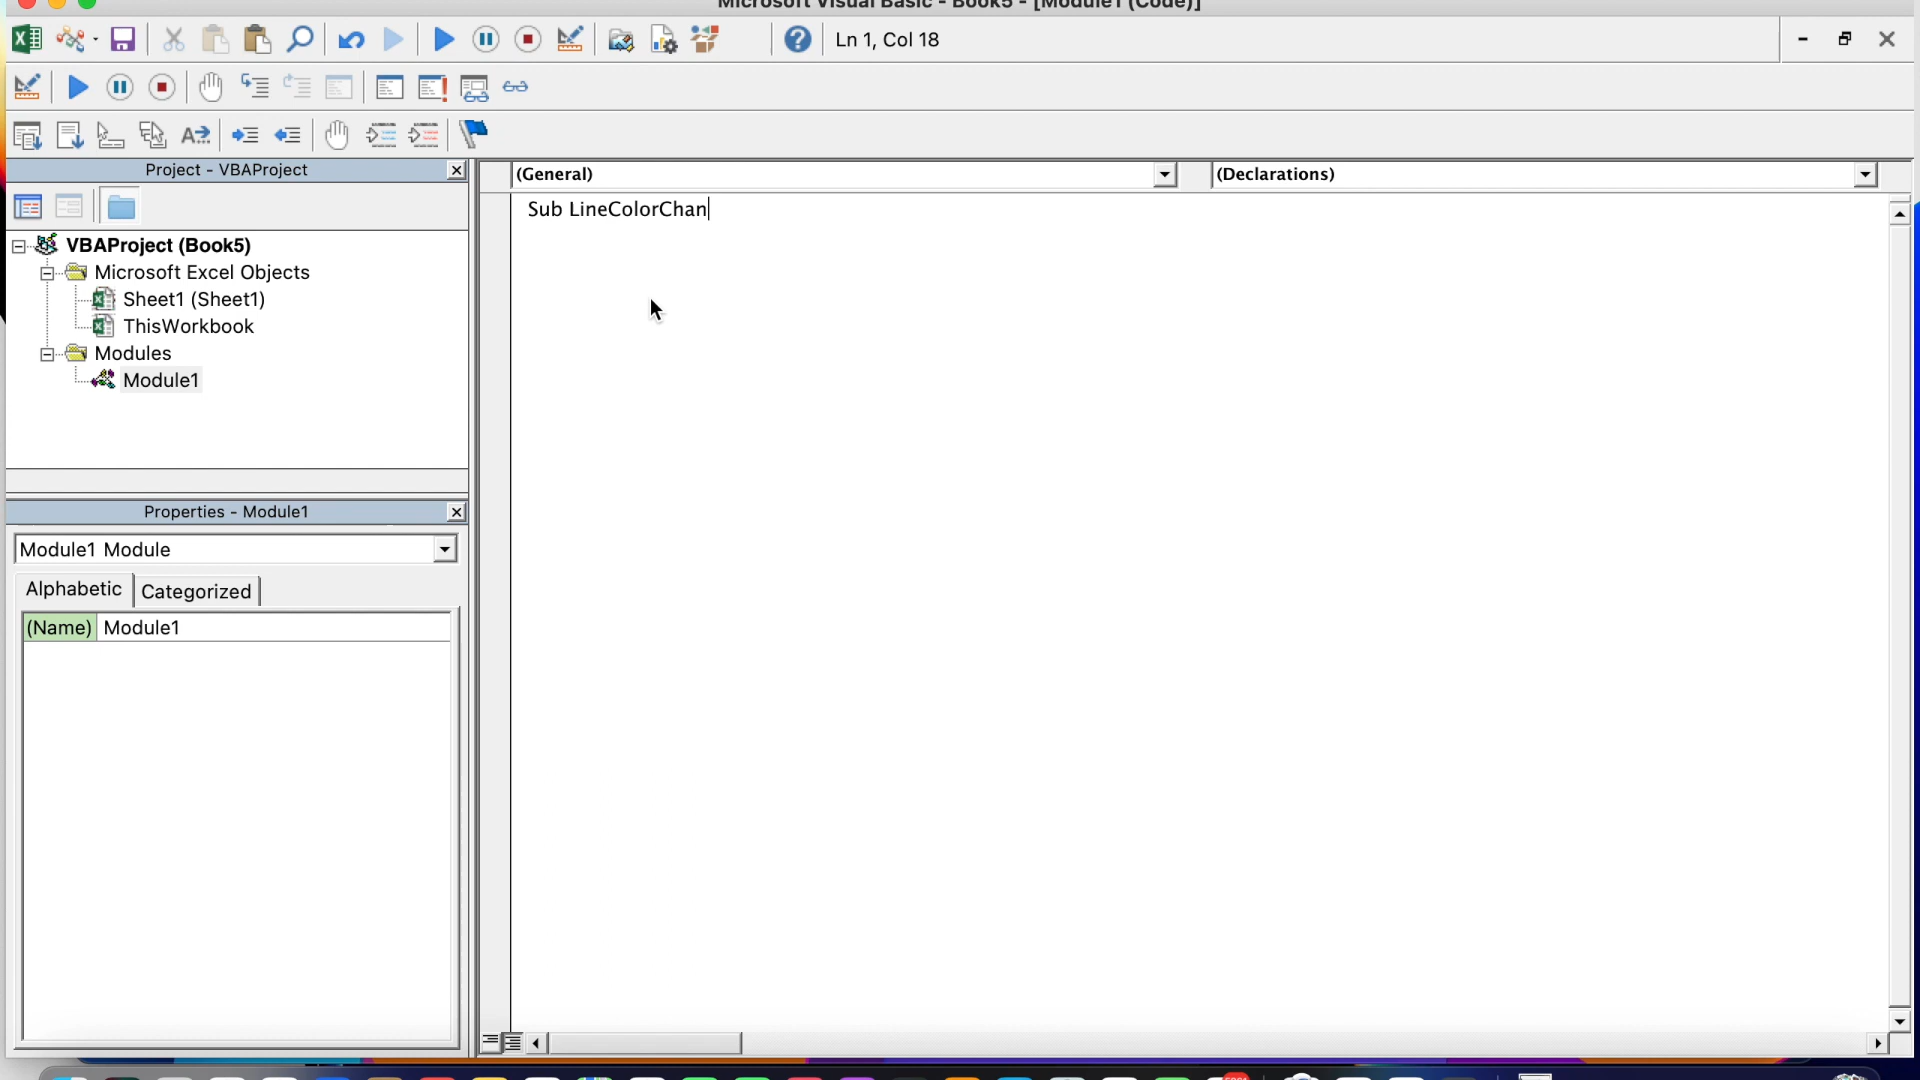 Microsoft Visual Basic - Book5 - [Module1 (Code)]
Ln 1, Col 18
Project - VBAProject
(General)
(Declarations)
Sub LineColorChan
VBAProject (Book5)
Microsoft Excel Objects
Sheet1 (Sheet1)
ThisWorkbook
Modules
Module1
Properties - Module1
Module1 Module
Alphabetic
Categorized
(Name) Module1